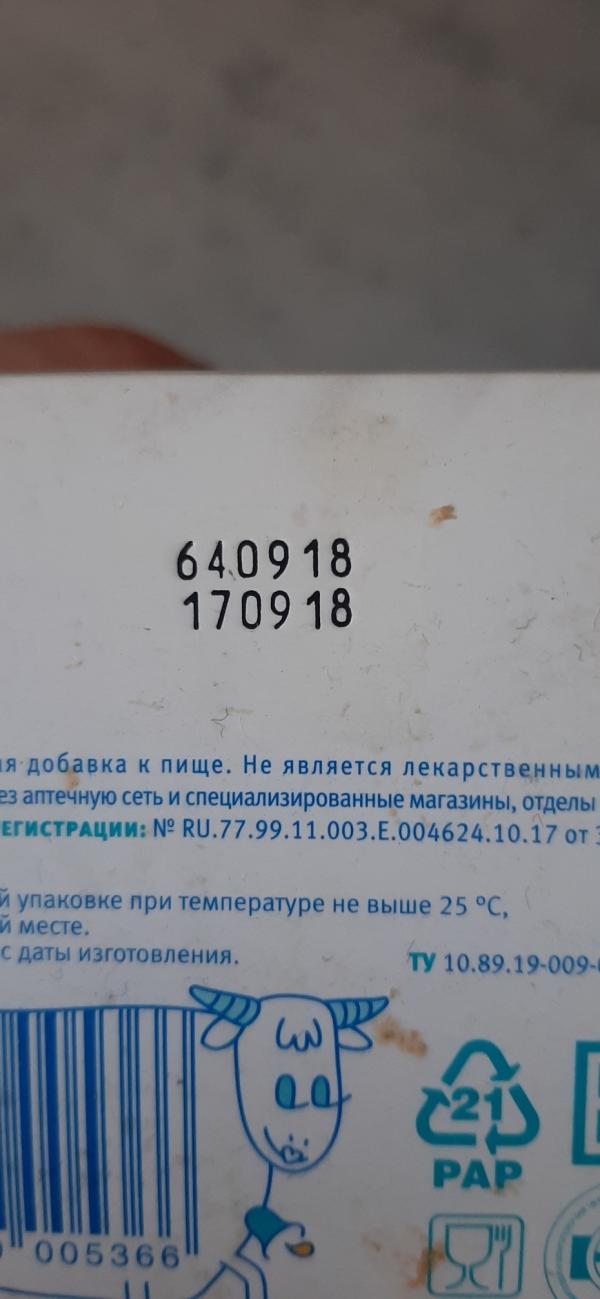 640918
170918
добавка к пище. Не является лекарственным
аптечную сеть и специализированные магазины, отделы
№ RU.77.99.11.003.E.004624.10.17 от
упаковке при температуре не выше 25 °C,
месте.
с даты изготовления.
ТУ 10.89.19-009-
21
PAP
005366